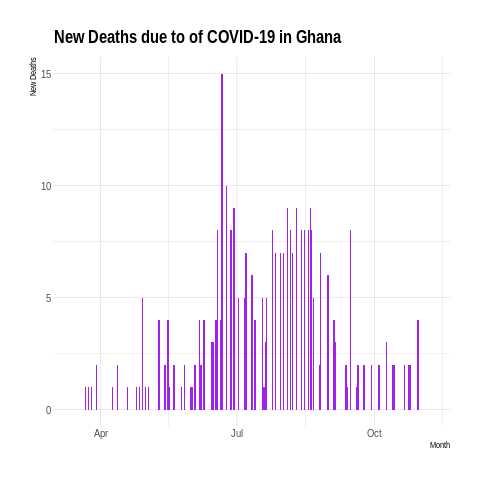 New Deaths due to of COVID-19 in Ghana
New Deaths
15
10
5
0
Apr
Jul
Oct
Month